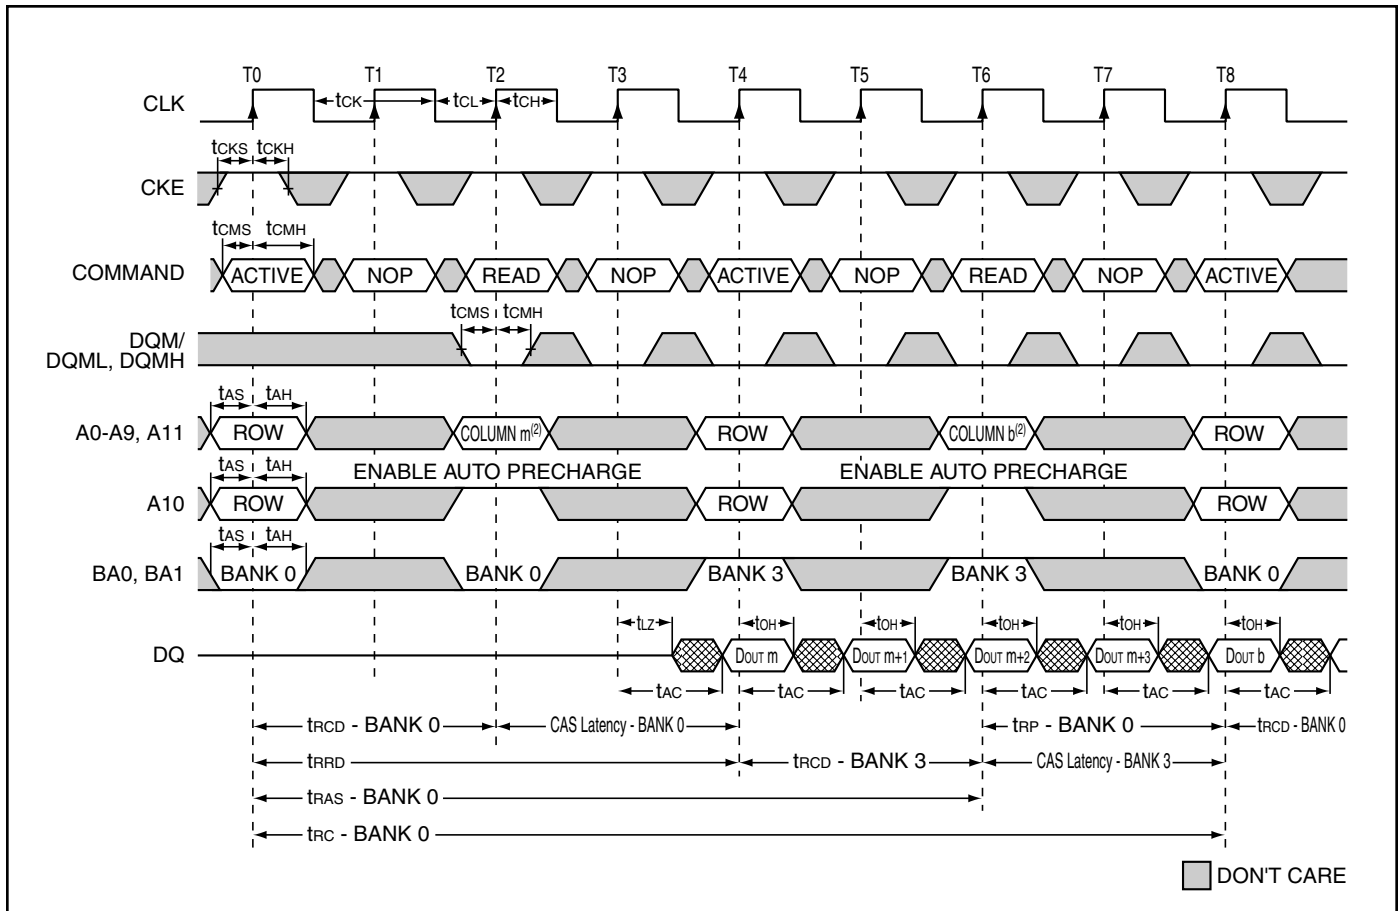 T0 T1 T2 T3 T4 T5 T6 T7 T8
CLK tCK tCL tCH
tCKS tCKH
CKE
tCMS tCMH
COMMAND ACTIVE NOP READ NOP ACTIVE NOP READ NOP ACTIVE
tCMS tCMH
DQM/
DQML, DQMH
tAS tAH
A0-A9, A11 ROW COLUMN m(2) ROW COLUMN b(2) ROW
tAS tAH ENABLE AUTO PRECHARGE ENABLE AUTO PRECHARGE
A10 ROW ROW ROW
tAS tAH
BA0, BA1 BANK 0 BANK 0 BANK 3 BANK 3 BANK 0
tLZ tOH tOH tOH tOH tOH
DQ DOUT m DOUT m+1 DOUT m+2 DOUT m+3 DOUT b
tAC tAC tAC tAC tAC tAC
tRCD - BANK 0 CAS Latency - BANK 0 tRP - BANK 0 tRCD - BANK 0
tRRD tRCD - BANK 3 CAS Latency - BANK 3
tRAS - BANK 0
tRC - BANK 0
DON'T CARE